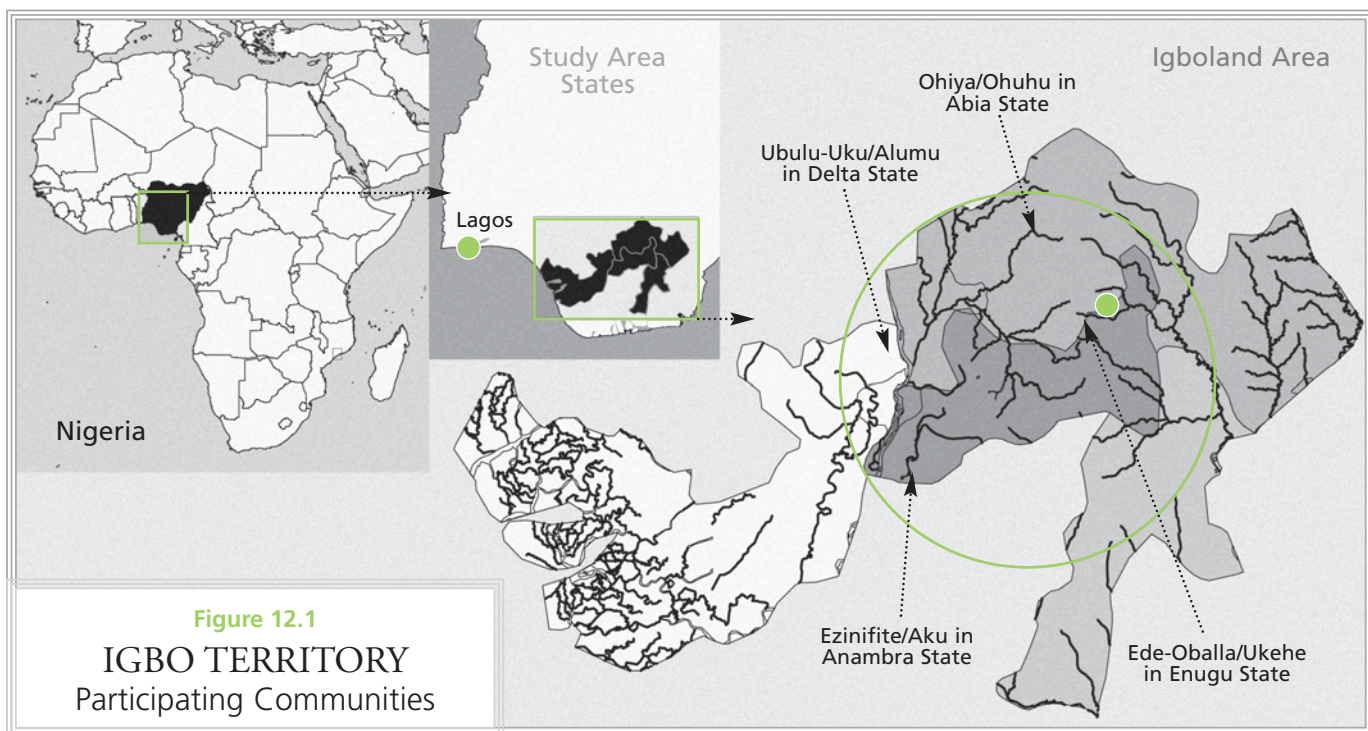 Study Area
States
Igboland Area
Ohiya/Ohuhu in
Abia State
Ubulu-Uku/Alumu
in Delta State
Lagos
Nigeria
Ezinifite/Aku in
Anambra State
Ede-Oballa/Ukehe
in Enugu State
Figure 12.1
IGBO TERRITORY
Participating Communities